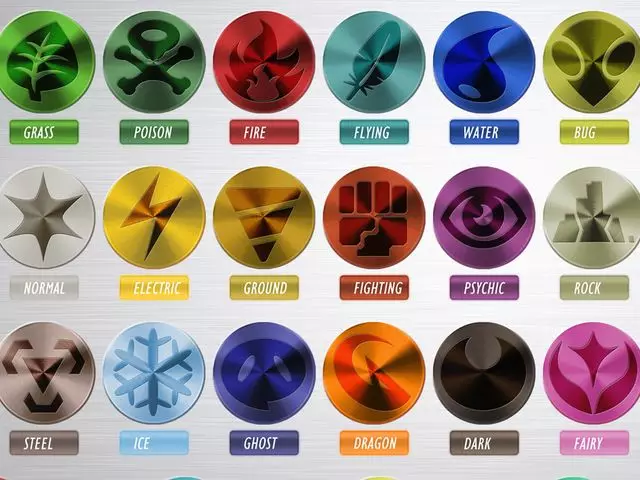 GRASS
POISON
FIRE
FLYING
WATER
BUG
NORMAL
ELECTRIC
GROUND
FIGHTING
PSYCHIC
ROCK
STEEL
ICE
GHOST
DRAGON
DARK
FAIRY